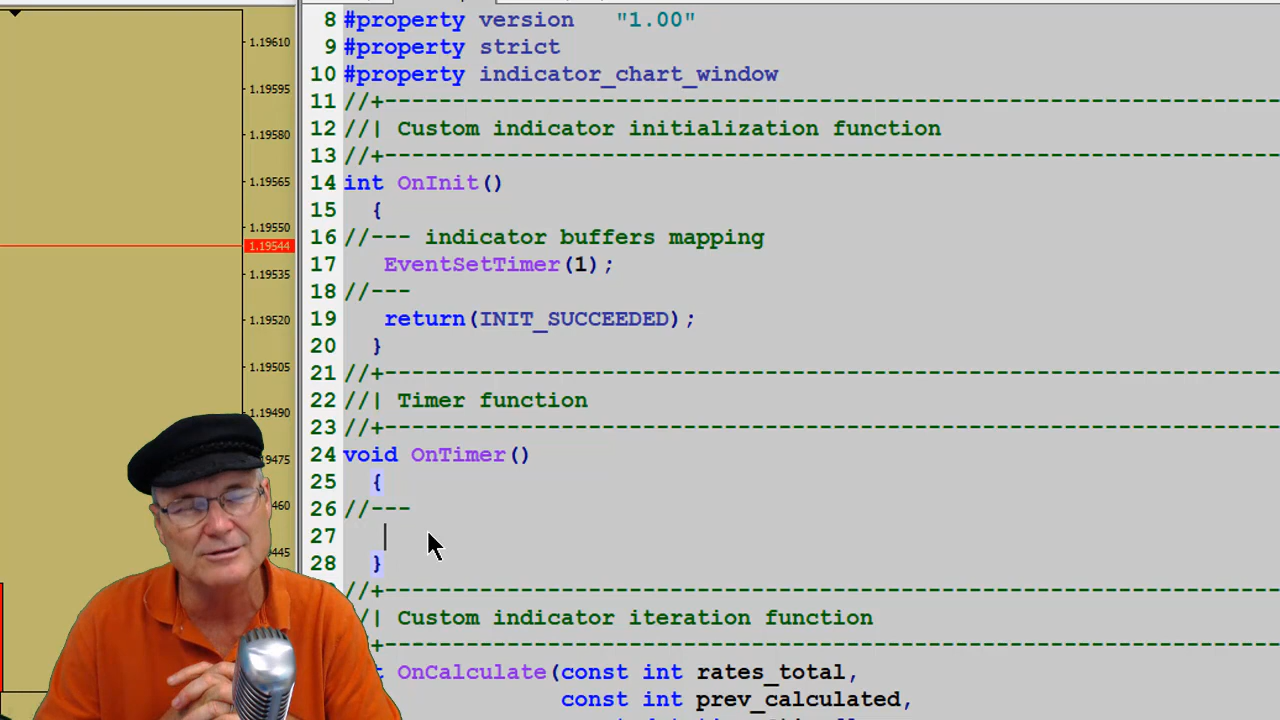 1.19610
1.19595
1.19580
1.19565
1.19550
1.19544
1.19535
1.19520
1.19505
1.19490
475
460
445
8 #property version   "1.00"
9 #property strict
10 #property indicator_chart_window
11 //+------------------------------------------------------------------
12 //| Custom indicator initialization function
13 //+------------------------------------------------------------------
14 int OnInit()
15   {
16 //--- indicator buffers mapping
17    EventSetTimer(1);
18 //---
19    return(INIT_SUCCEEDED);
20   }
21 //+------------------------------------------------------------------
22 //| Timer function
23 //+------------------------------------------------------------------
24 void OnTimer()
25   {
26 //---
27
28   }
//+------------------------------------------------------------------
| Custom indicator iteration function
+------------------------------------------------------------------
OnCalculate(const int rates_total,
const int prev_calculated,